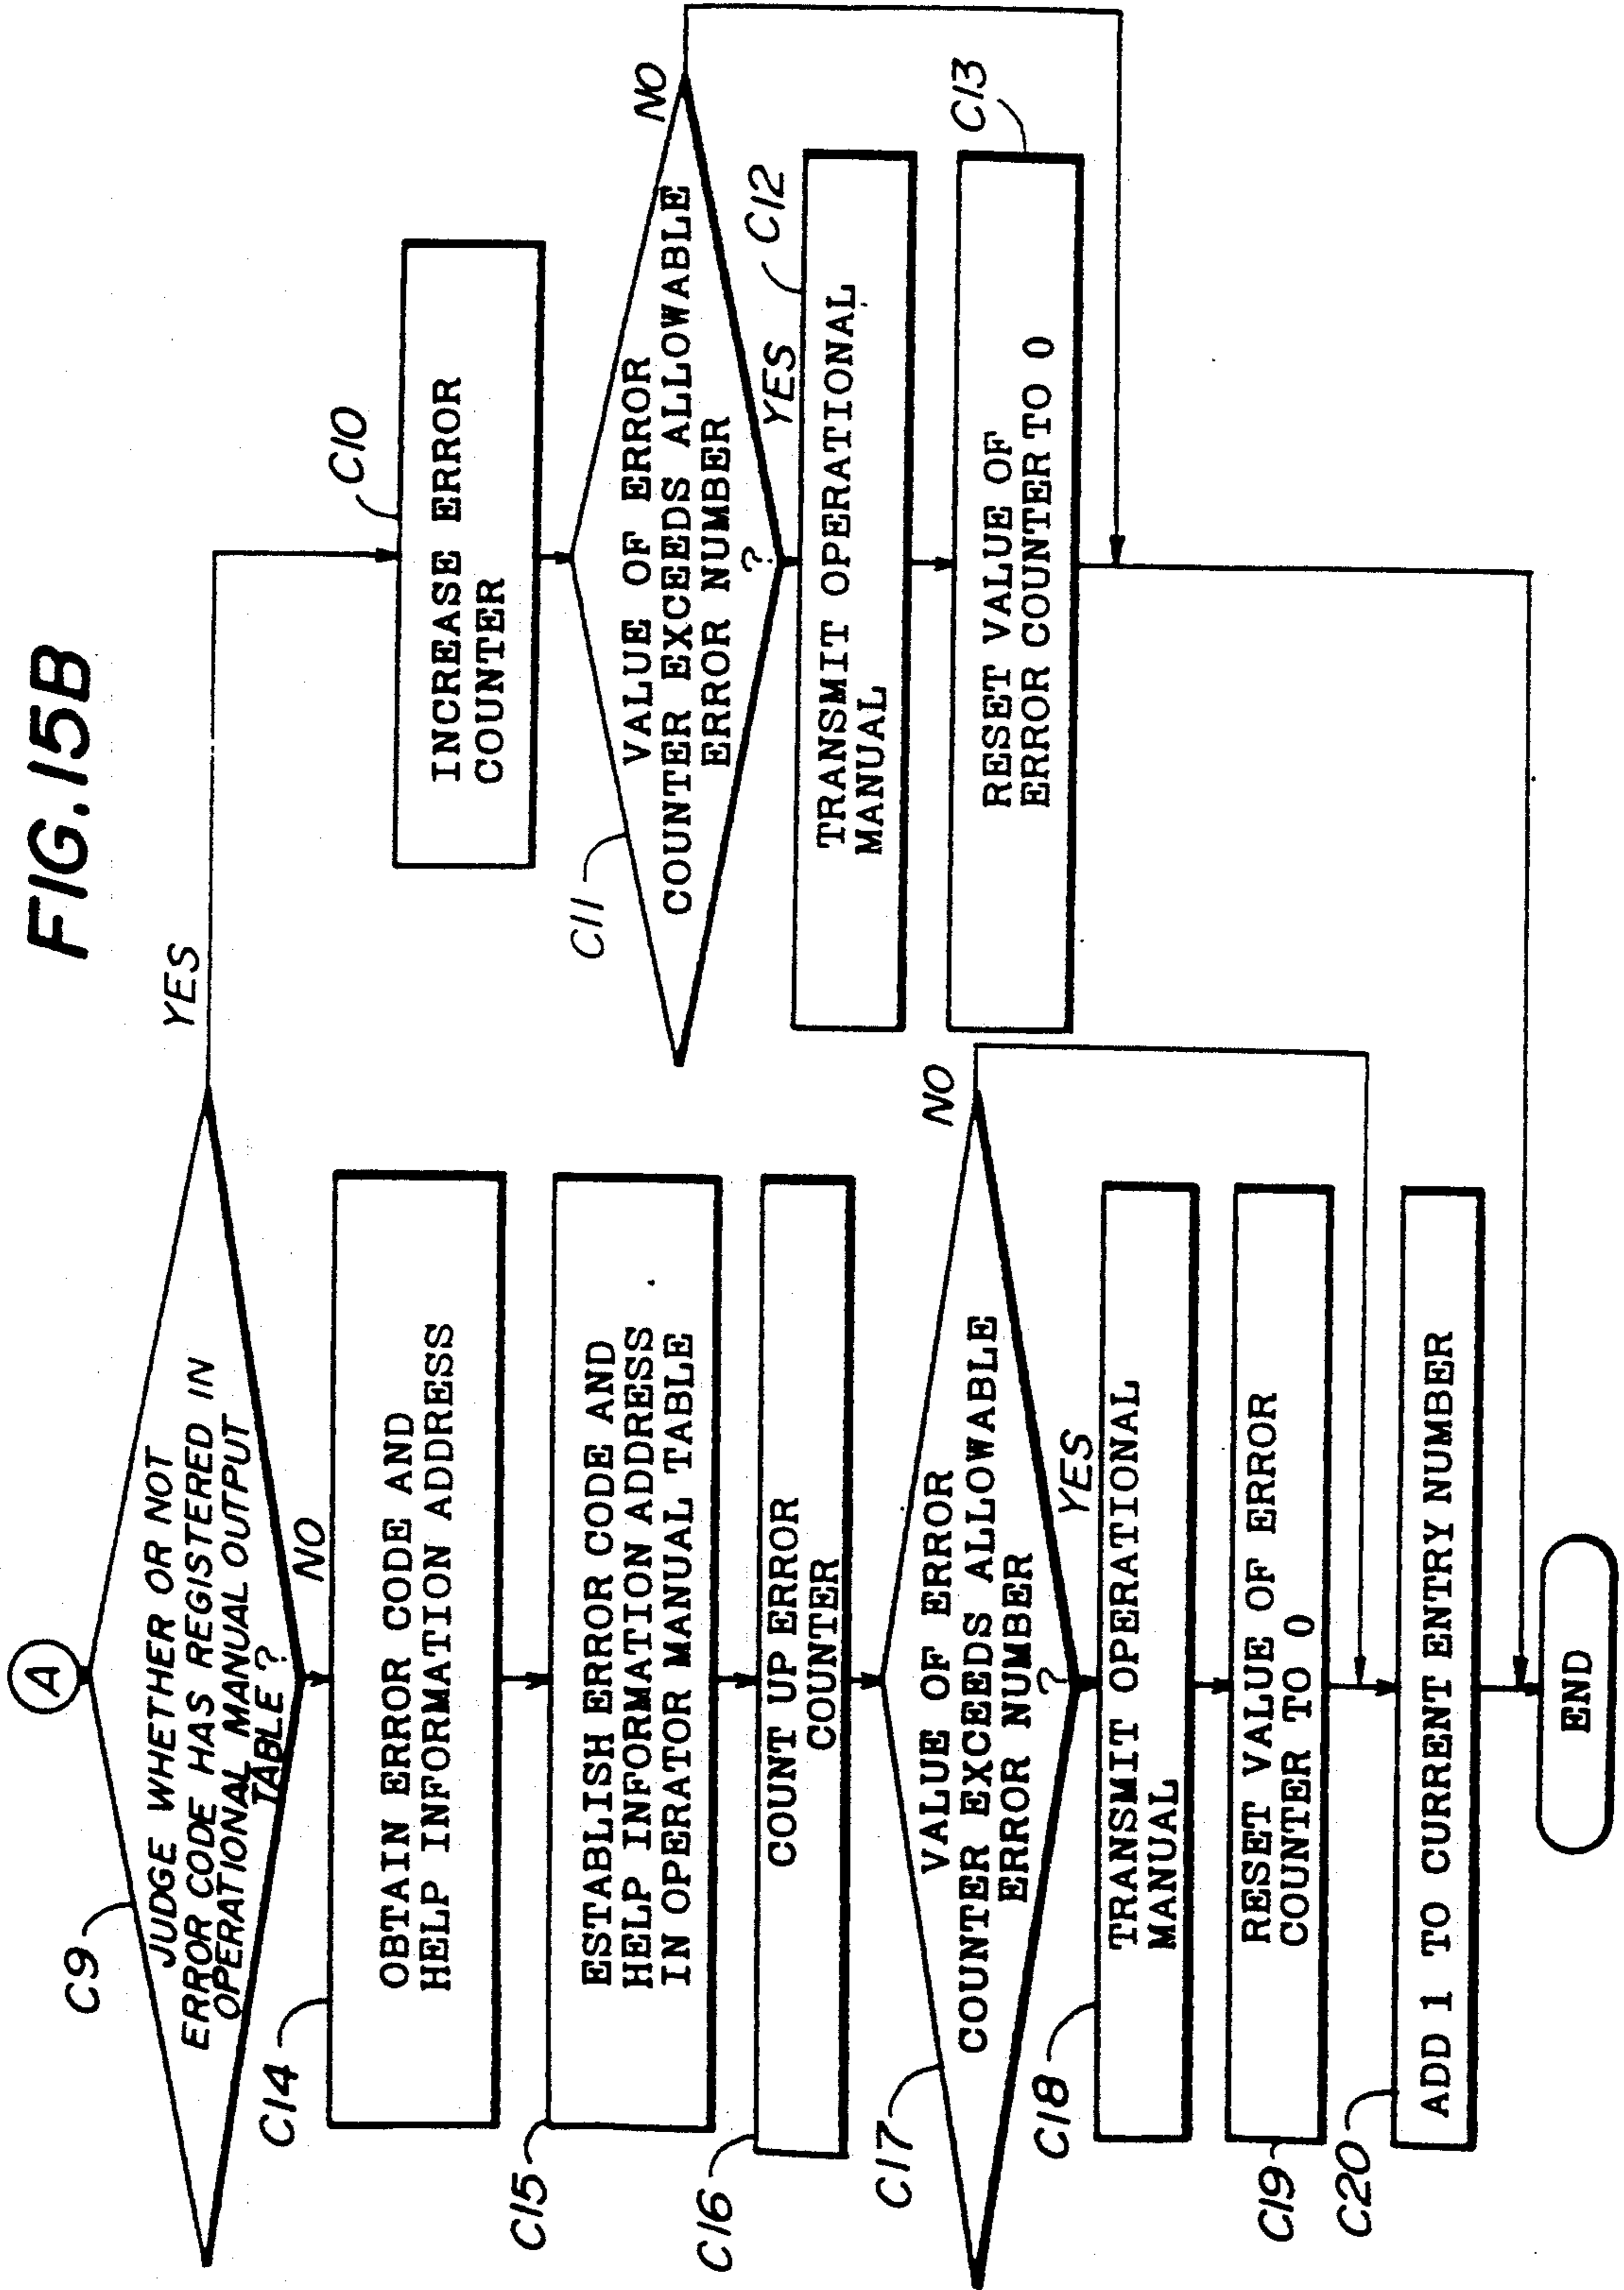 FIG.15B
A
C9
JUDGE WHETHER OR NOT
ERROR CODE HAS REGISTERED IN
OPERATIONAL MANUAL OUTPUT
TABLE ?
YES
NO
C14
OBTAIN ERROR CODE AND
HELP INFORMATION ADDRESS
C15
ESTABLISH ERROR CODE AND
HELP INFORMATION ADDRESS
IN OPERATOR MANUAL TABLE
C16
COUNT UP ERROR
COUNTER
C17
VALUE OF ERROR
COUNTER EXCEEDS ALLOWABLE
ERROR NUMBER
?
NO
YES
C18
TRANSMIT OPERATIONAL
MANUAL
C19
RESET VALUE OF ERROR
COUNTER TO 0
C20
ADD 1 TO CURRENT ENTRY NUMBER
END
C10
INCREASE ERROR
COUNTER
C11
VALUE OF ERROR
COUNTER EXCEEDS ALLOWABLE
ERROR NUMBER
?
NO
YES
C12
TRANSMIT OPERATIONAL
MANUAL
C13
RESET VALUE OF
ERROR COUNTER TO 0